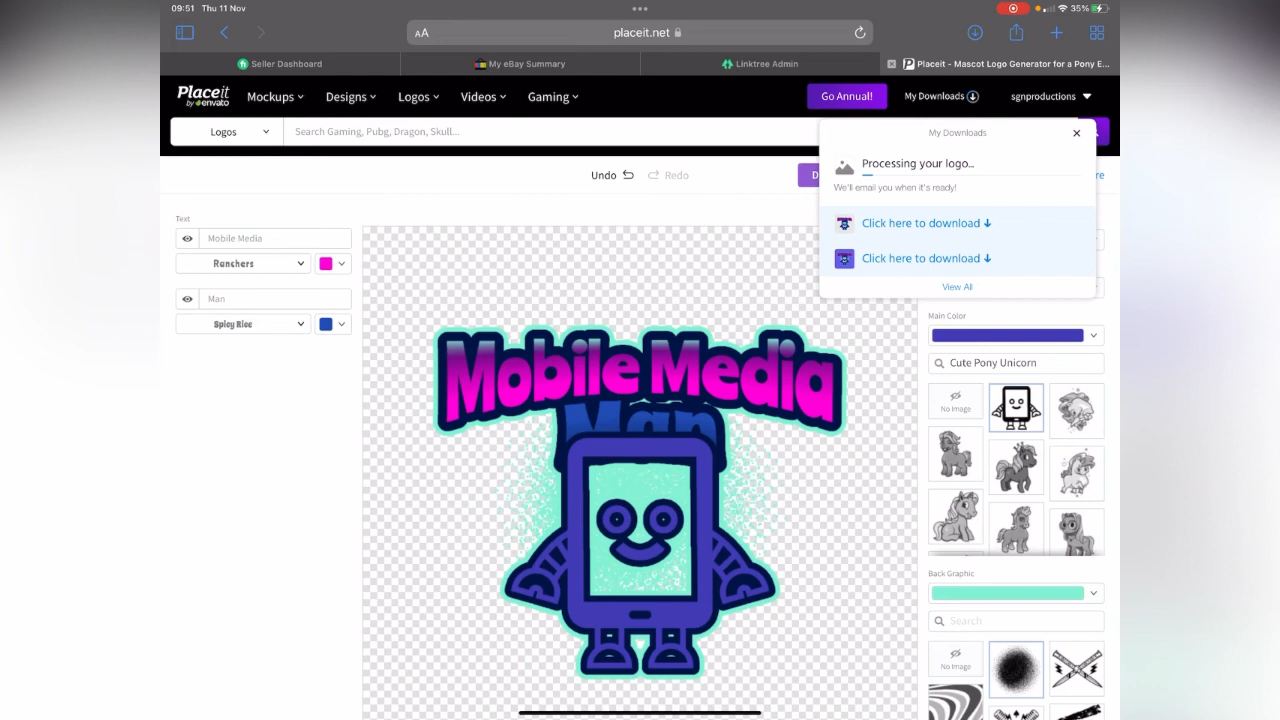 09:51 Thu 11 Nov
35%
AA
placeit.net
Seller Dashboard
My eBay Summary
Linktree Admin
Placeit - Mascot Logo Generator for a Pony E...
Placeit
by envato
Mockups
Designs
Logos
Videos
Gaming
Go Annual!
My Downloads
sgnproductions
Logos
Search Gaming, Pubg, Dragon, Skull...
My Downloads
Processing your logo...
We'll email you when it's ready!
Click here to download
Click here to download
View All
Undo
Redo
D
re
Text
Mobile Media
Ranchers
Man
Spicy Rice
Mobile Media
Man
Main Color
Cute Pony Unicorn
No Image
Back Graphic
Search
No Image